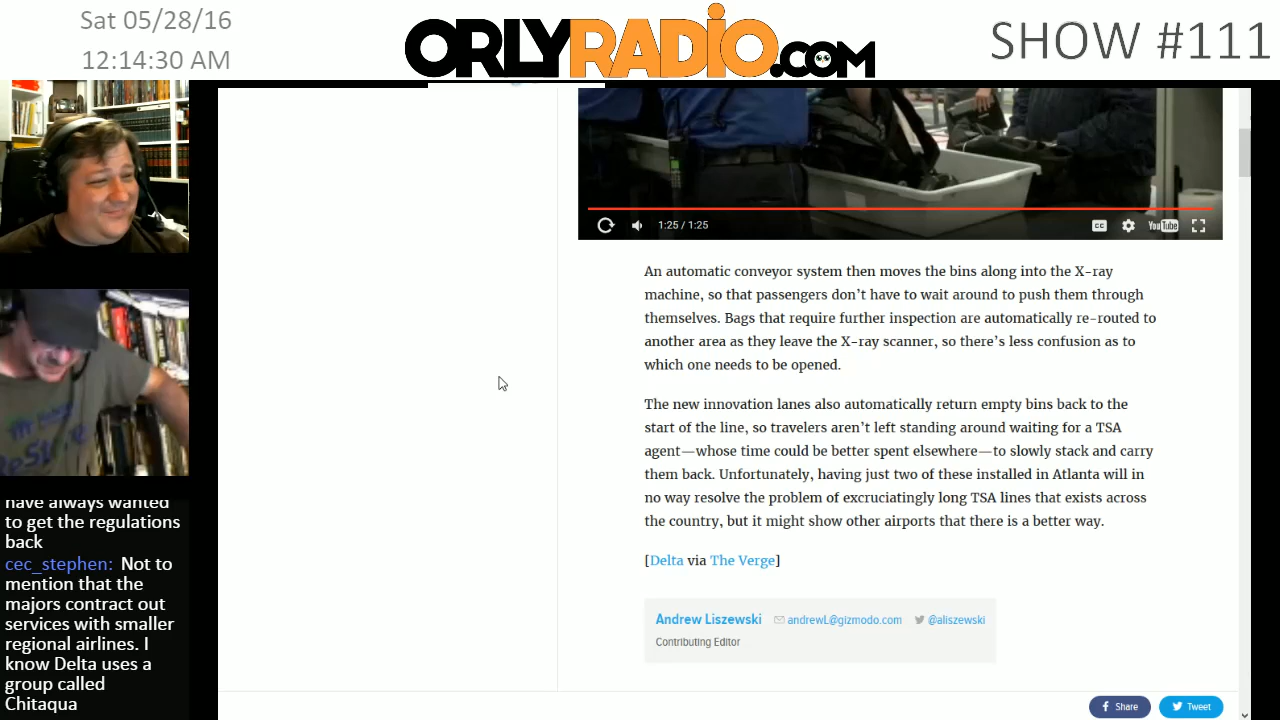 Sat 05/28/16
12:14:30 AM
ORLYRADiO.COM
SHOW #111
1:25 / 1:25
CC
YouTube
An automatic conveyor system then moves the bins along into the X-ray
machine, so that passengers don't have to wait around to push them through
themselves. Bags that require further inspection are automatically re-routed to
another area as they leave the X-ray scanner, so there's less confusion as to
which one needs to be opened.
The new innovation lanes also automatically return empty bins back to the
start of the line, so travelers aren't left standing around waiting for a TSA
agent—whose time could be better spent elsewhere—to slowly stack and carry
them back. Unfortunately, having just two of these installed in Atlanta will in
no way resolve the problem of excruciatingly long TSA lines that exists across
the country, but it might show other airports that there is a better way.
[Delta via The Verge]
Andrew Liszewski andrewL@gizmodo.com @aliszewski
Contributing Editor
Share Tweet
have always wanted
to get the regulations
back
cec_stephen: Not to
mention that the
majors contract out
services with smaller
regional airlines. I
know Delta uses a
group called
Chitaqua